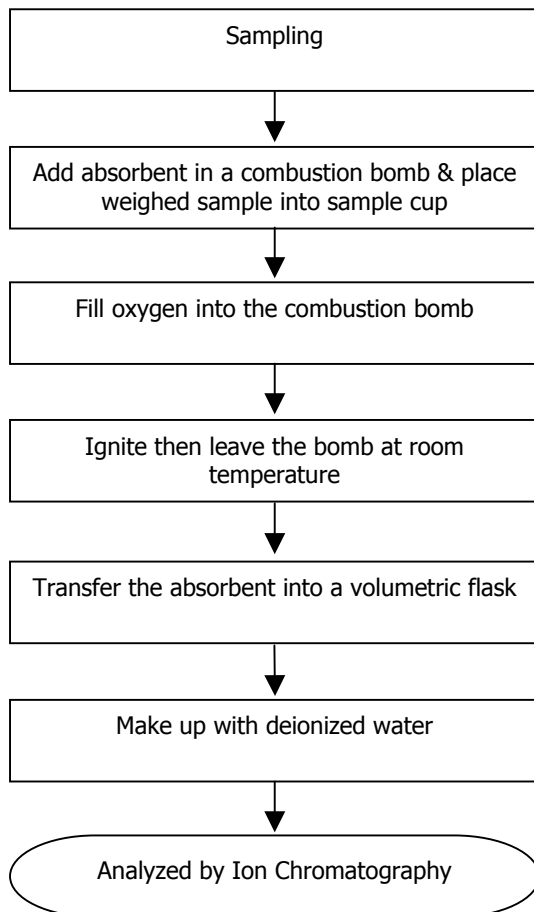 Sampling
Add absorbent in a combustion bomb & place
weighed sample into sample cup
Fill oxygen into the combustion bomb
Ignite then leave the bomb at room
temperature
Transfer the absorbent into a volumetric flask
Make up with deionized water
Analyzed by Ion Chromatography